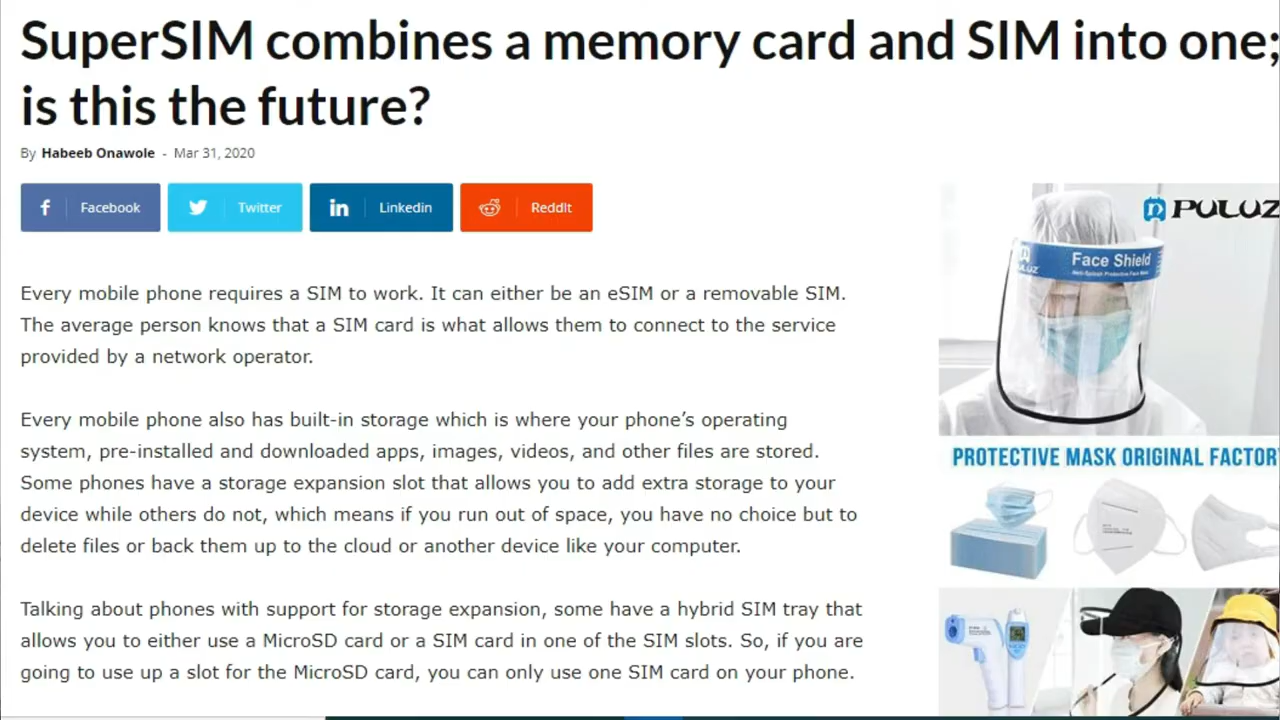 SuperSIM combines a memory card and SIM into one;
is this the future?
By Habeeb Onawole - Mar 31, 2020
Facebook
Twitter
Linkedin
ReddIt
PULUZ
Face Shield
Every mobile phone requires a SIM to work. It can either be an eSIM or a removable SIM.
The average person knows that a SIM card is what allows them to connect to the service
provided by a network operator.
Every mobile phone also has built-in storage which is where your phone’s operating
system, pre-installed and downloaded apps, images, videos, and other files are stored.
Some phones have a storage expansion slot that allows you to add extra storage to your
device while others do not, which means if you run out of space, you have no choice but to
delete files or back them up to the cloud or another device like your computer.
PROTECTIVE MASK ORIGINAL FACTOR
Talking about phones with support for storage expansion, some have a hybrid SIM tray that
allows you to either use a MicroSD card or a SIM card in one of the SIM slots. So, if you are
going to use up a slot for the MicroSD card, you can only use one SIM card on your phone.